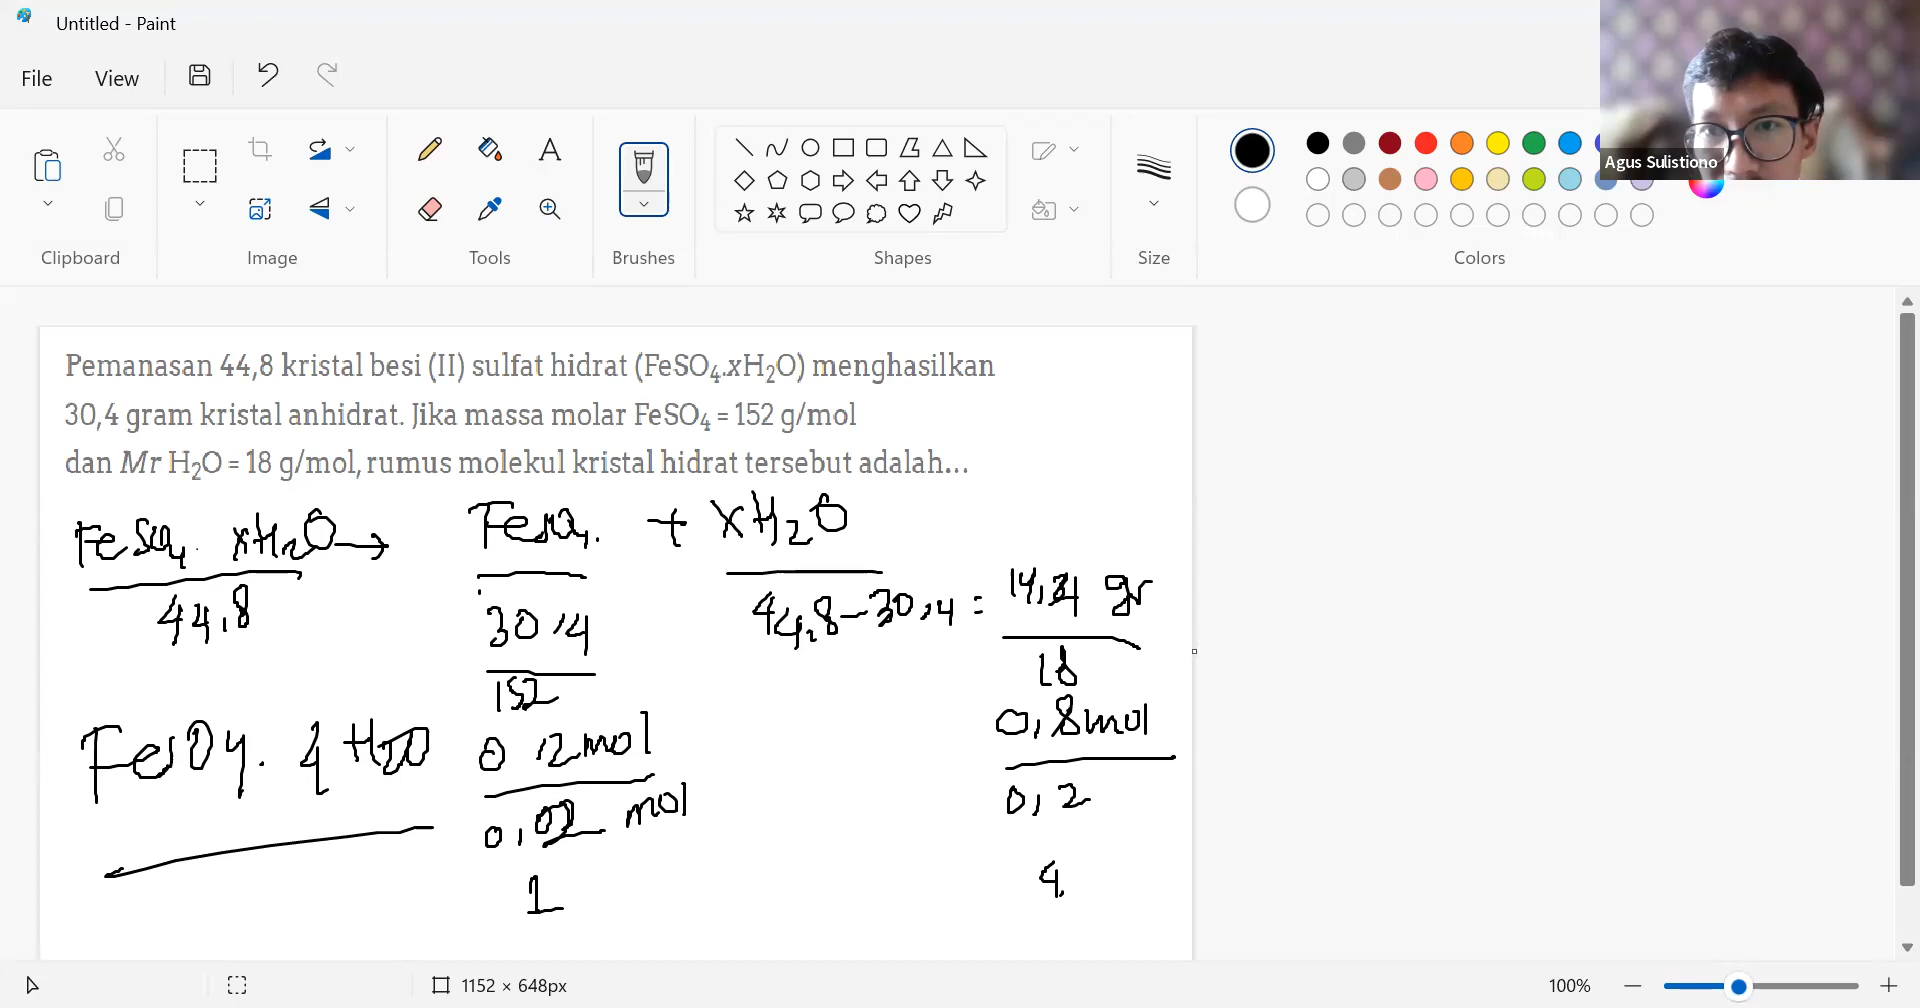 Untitled - Paint
File View
Clipboard Image Tools Brushes Shapes Size Colors
Agus Sulistiono
Pemanasan 44,8 kristal besi (II) sulfat hidrat (FeSO₄.xH₂O) menghasilkan
30,4 gram kristal anhidrat. Jika massa molar FeSO₄ = 152 g/mol
dan Mr H₂O = 18 g/mol, rumus molekul kristal hidrat tersebut adalah...
FeSO₄. xH₂O → FeSO₄. + xH₂O
44,8 30,4 44,8-30,4 = 14,4 gr
152 18
FeSO4. 4 H2O 0,2mol 0,8mol
0,02 mol 0,2
1 4.
1152 × 648px 100%